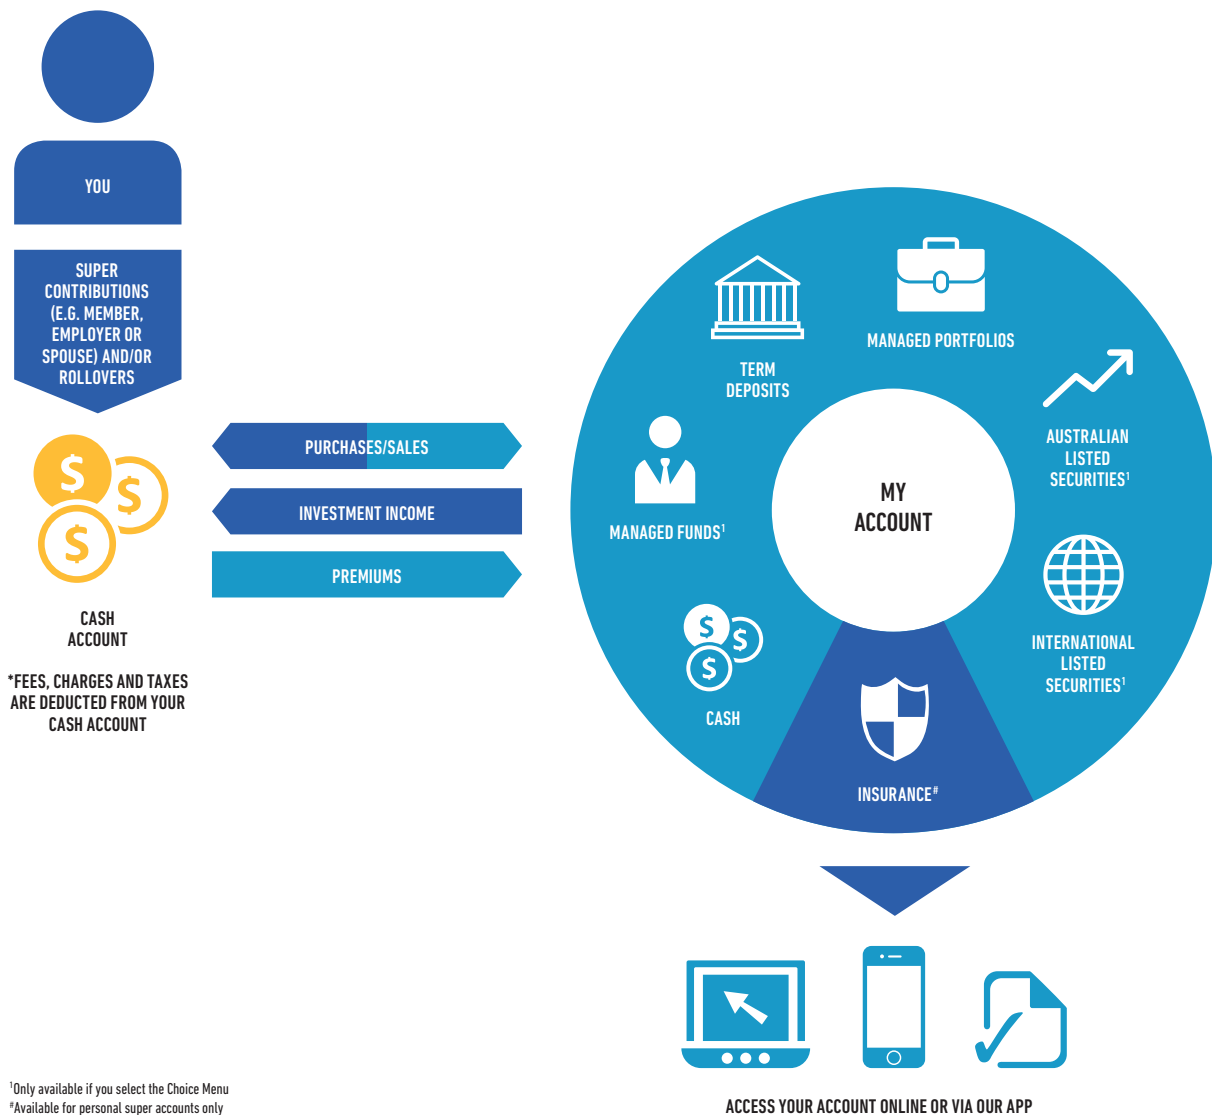 YOU
SUPER
CONTRIBUTIONS
(E.G. MEMBER,
EMPLOYER OR
SPOUSE) AND/OR
ROLLOVERS
$
$
$
CASH
ACCOUNT
*FEES, CHARGES AND TAXES
ARE DEDUCTED FROM YOUR
CASH ACCOUNT
PURCHASES/SALES
INVESTMENT INCOME
PREMIUMS
MY
ACCOUNT
MANAGED PORTFOLIOS
TERM
DEPOSITS
AUSTRALIAN
LISTED
SECURITIES¹
MANAGED FUNDS¹
INTERNATIONAL
LISTED
SECURITIES¹
$
$
$
CASH
INSURANCE#
ACCESS YOUR ACCOUNT ONLINE OR VIA OUR APP
¹Only available if you select the Choice Menu
#Available for personal super accounts only